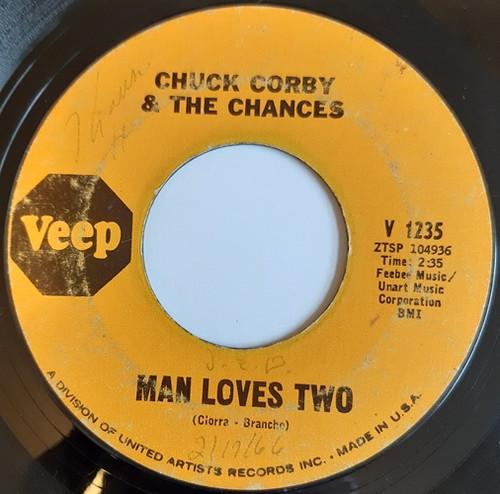 CHUCK CORBY
& THE CHANCES
Veep
V 1235
ZTSP 104936
Time: 2:35
Feebee Music/
Unart Music
Corporation
BMI
J.E.D.
MAN LOVES TWO
(Ciorra - Branche)
2/17/66
A DIVISION OF UNITED ARTISTS RECORDS INC. • MADE IN U.S.A.